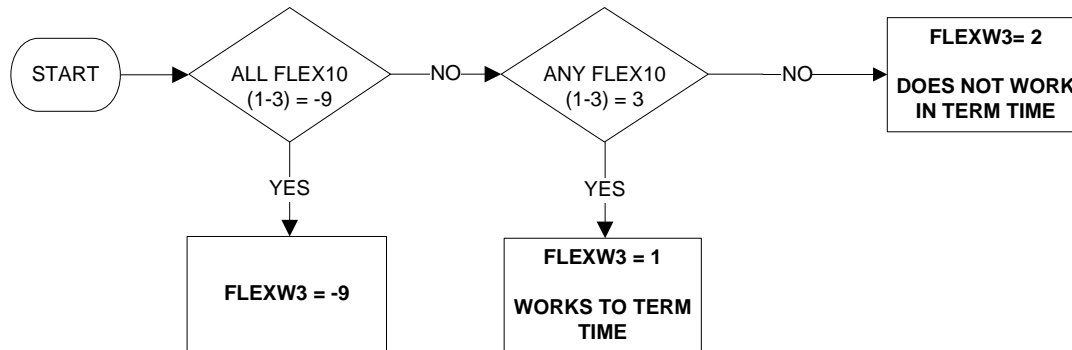 START
ALL FLEX10
(1-3) = -9
NO
ANY FLEX10
(1-3) = 3
NO
FLEXW3= 2
DOES NOT WORK
IN TERM TIME
YES
YES
FLEXW3 = -9
FLEXW3 = 1
WORKS TO TERM
TIME